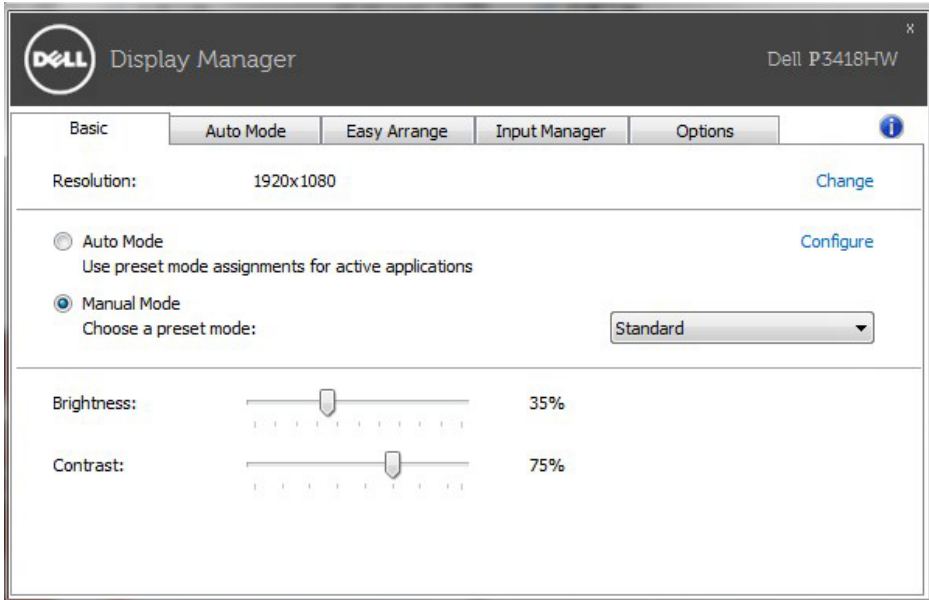 DELL Display Manager
x
Dell P3418HW
Basic Auto Mode Easy Arrange Input Manager Options i
Resolution: 1920x1080 Change
Auto Mode Configure
Use preset mode assignments for active applications
Manual Mode
Choose a preset mode: Standard
Brightness: 35%
Contrast: 75%